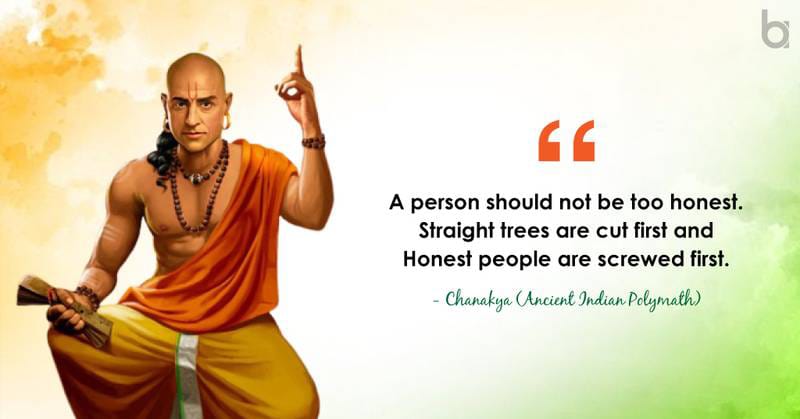 A person should not be too honest.
Straight trees are cut first and
Honest people are screwed first.
- Chanakya (Ancient Indian Polymath)